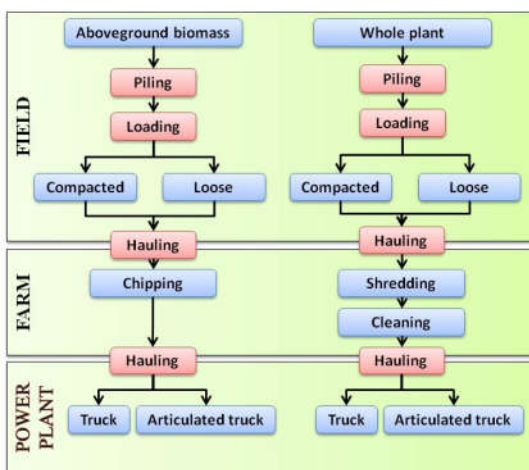 Aboveground biomass
Whole plant
Piling
Piling
Loading
Loading
FIELD
Compacted
Loose
Compacted
Loose
Hauling
Hauling
Chipping
Shredding
FARM
Cleaning
Hauling
Hauling
POWER
PLANT
Truck
Articulated truck
Truck
Articulated truck